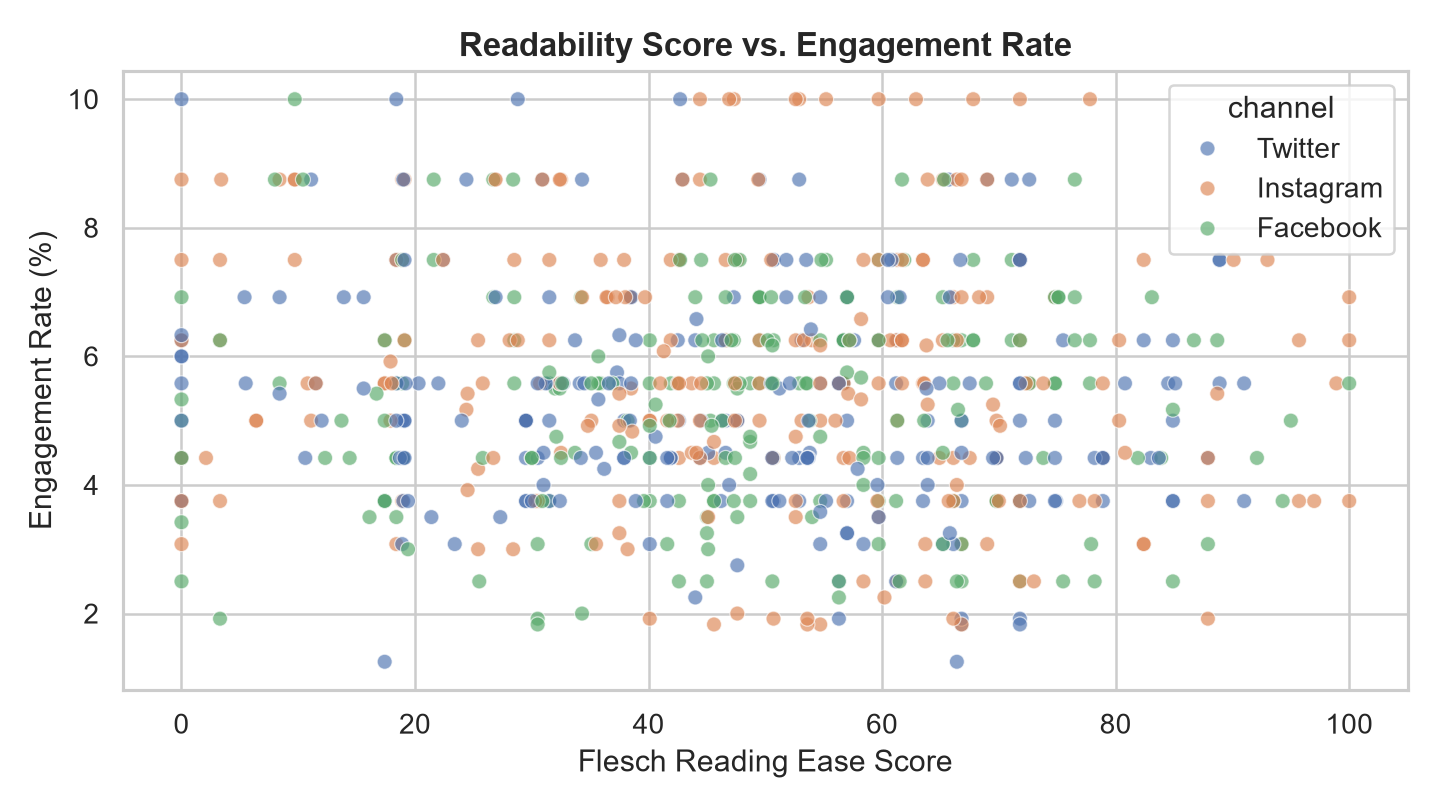 Readability Score vs. Engagement Rate
Engagement Rate (%)
10
8
6
4
2
channel
Twitter
Instagram
Facebook
0 20 40 60 80 100
Flesch Reading Ease Score